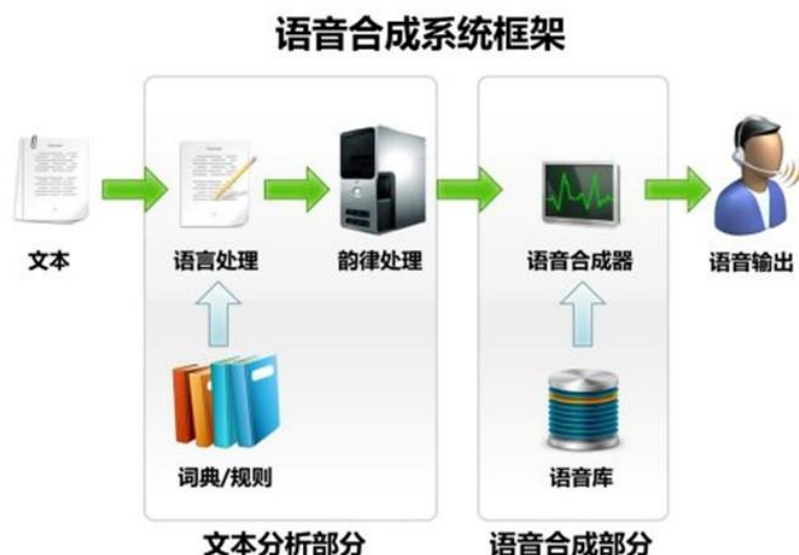 语音合成系统框架
文本
语言处理
韵律处理
语音合成器
语音输出
词典/规则
语音库
文本分析部分
语音合成部分